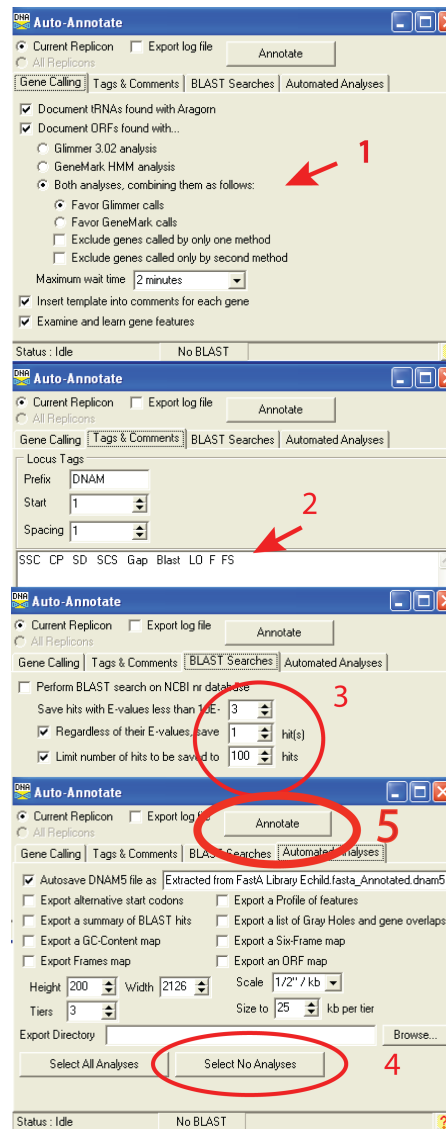 DNA Auto-Annotate
Current Replicon Export log file Annotate
All Replicons
Gene Calling Tags & Comments BLAST Searches Automated Analyses
Document tRNAs found with Aragorn
Document ORFs found with...
Glimmer 3.02 analysis
GeneMark HMM analysis
1
Both analyses, combining them as follows:
Favor Glimmer calls
Favor GeneMark calls
Exclude genes called by only one method
Exclude genes called only by second method
Maximum wait time 2 minutes
Insert template into comments for each gene
Examine and learn gene features
Status : Idle No BLAST
DNA Auto-Annotate
Current Replicon Export log file Annotate
All Replicons
Gene Calling Tags & Comments BLAST Searches Automated Analyses
Locus Tags
Prefix DNAM
Start 1
2
Spacing 1
SSC CP SD SCS Gap Blast LO F FS
DNA Auto-Annotate
Current Replicon Export log file Annotate
All Replicons
Gene Calling Tags & Comments BLAST Searches Automated Analyses
Perform BLAST search on NCBI nr database
3
Save hits with E-values less than 10E- 3
Regardless of their E-values, save 1 hit(s)
Limit number of hits to be saved to 100 hits
DNA Auto-Annotate
Current Replicon Export log file Annotate 5
All Replicons
Gene Calling Tags & Comments BLAST Searches Automated Analyses
Autosave DNAM5 file as Extracted from FastA Library Echild.fasta_Annotated.dnam5
Export alternative start codons Export a Profile of features
Export a summary of BLAST hits Export a list of Gray Holes and gene overlaps
Export a GC-Content map Export a Six-Frame map
Export Frames map Export an ORF map
Height 200 Width 2126 Scale 1/2" / kb
Tiers 3 Size to 25 kb per tier
Export Directory Browse...
Select All Analyses Select No Analyses 4
Status : Idle No BLAST ?